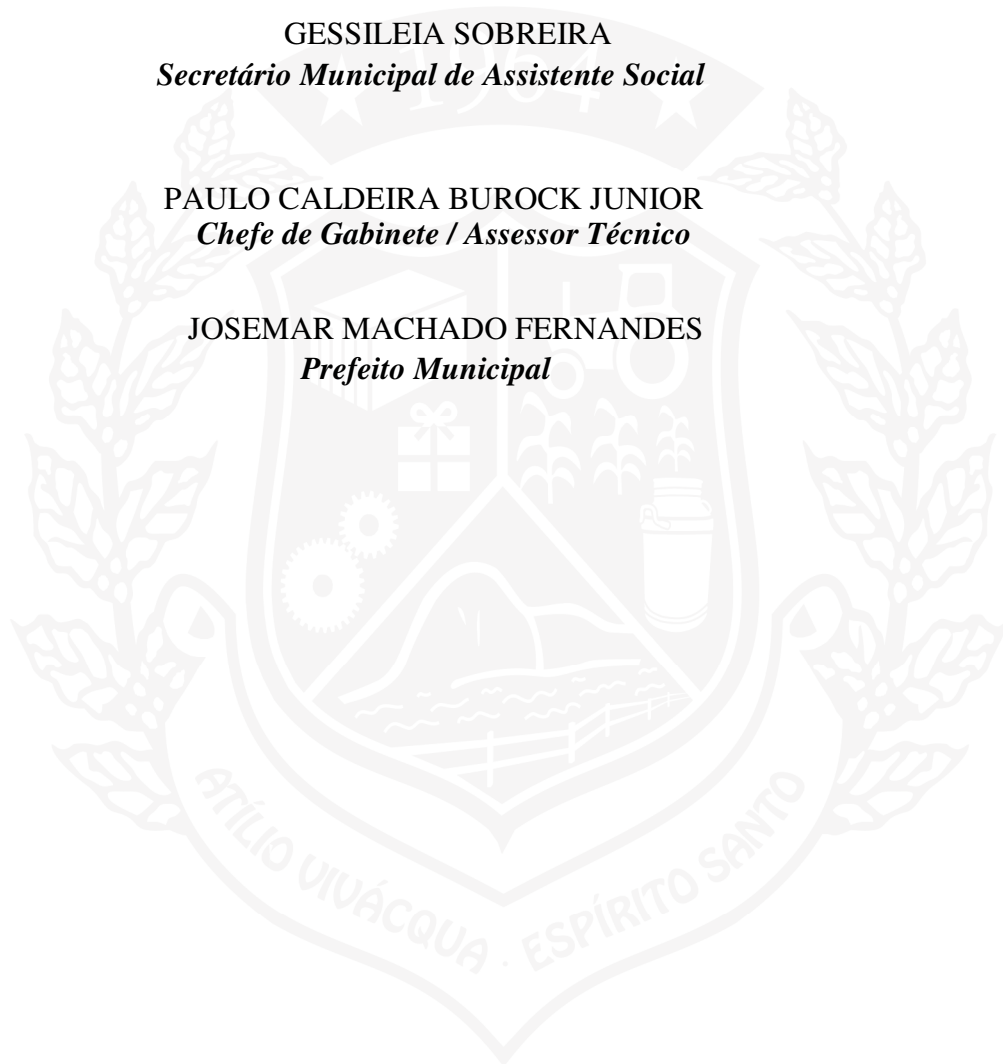 1964
GESSILEIA SOBREIRA
Secretário Municipal de Assistente Social
PAULO CALDEIRA BUROCK JUNIOR
Chefe de Gabinete / Assessor Técnico
JOSEMAR MACHADO FERNANDES
Prefeito Municipal
ATÍLIO VIVÁCQUA . ESPÍRITO SANTO